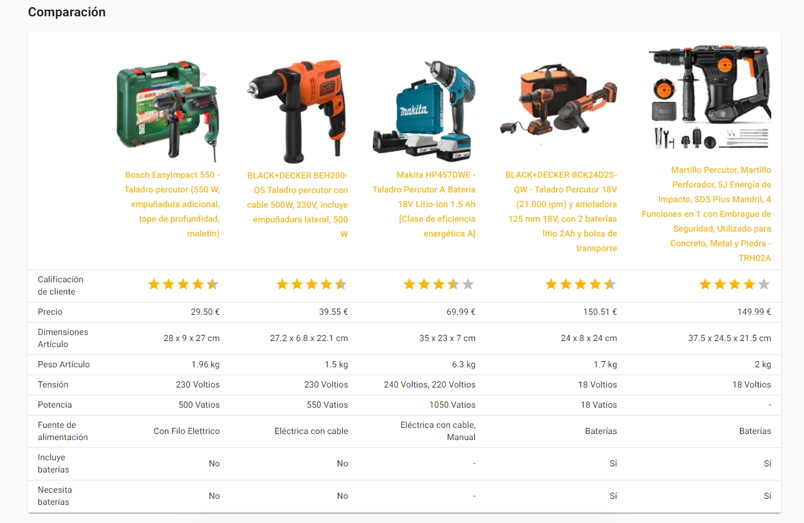 Comparación
Bosch EasyImpact 550 -
Taladro percutor (550 W,
empuñadura adicional,
tope de profundidad,
maletín)
BLACK+DECKER BEH200-
QS Taladro percutor con
cable 500W, 230V, incluye
empuñadura lateral, 500
W
Makita HP457DWE -
Taladro Percutor A Bateria
18V Litio-Ion 1.5 Ah
[Clase de eficiencia
energética A]
BLACK+DECKER BCK24D2S-
QW - Taladro Percutor 18V
(21.000 ipm) y amoladora
125 mm 18V, con 2 baterías
litio 2Ah y bolsa de
transporte
Martillo Percutor, Martillo
Perforador, 5J Energía de
Impacto, SDS Plus Mandril, 4
Funciones en 1 con Embrague de
Seguridad, Utilizado para
Concreto, Metal y Piedra -
TRH02A
Calificación
de cliente
Precio 29.50 € 39.55 € 69.99 € 150.51 € 149.99 €
Dimensiones
Artículo
28 x 9 x 27 cm 27.2 x 6.8 x 22.1 cm 35 x 23 x 7 cm 24 x 8 x 24 cm 37.5 x 24.5 x 21.5 cm
Peso Artículo 1.96 kg 1.5 kg 6.3 kg 1.7 kg 2 kg
Tensión 230 Voltios 230 Voltios 240 Voltios, 220 Voltios 18 Voltios 18 Voltios
Potencia 500 Vatios 550 Vatios 1050 Vatios 18 Vatios -
Fuente de
alimentación
Con Filo Elettrico Eléctrica con cable Eléctrica con cable,
Manual
Baterías Baterías
Incluye
baterías
No No - Sí Sí
Necesita
baterías
No No - Sí Sí
makita